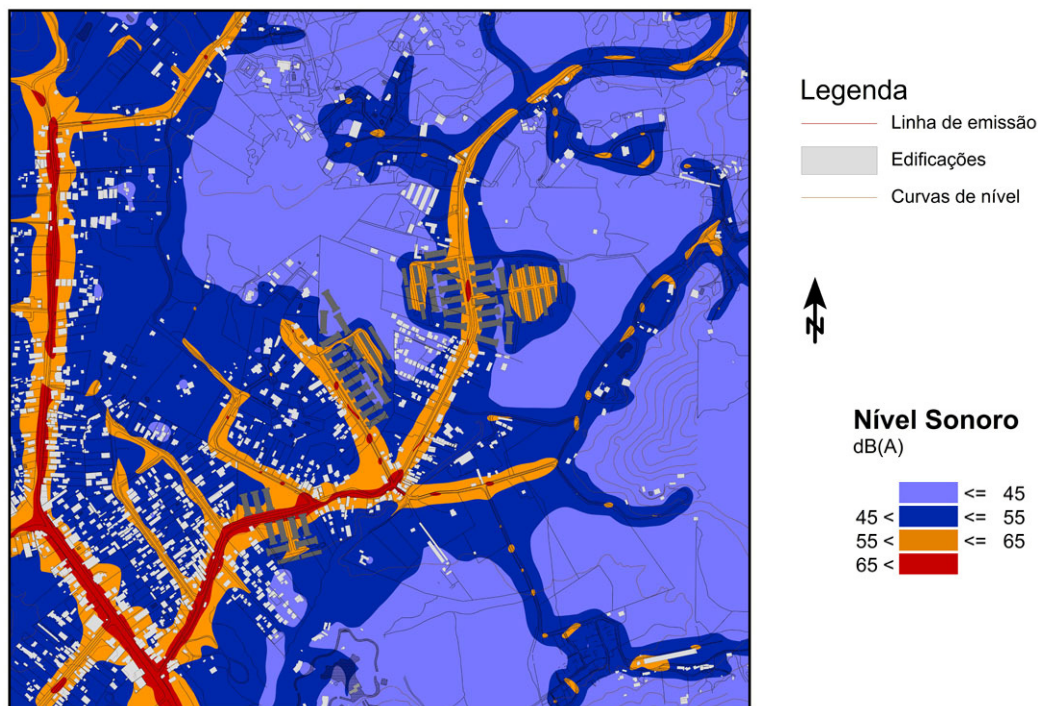 Legenda
Linha de emissão
Edificações
Curvas de nível
N
Nível Sonoro
dB(A)
<= 45
45 < <= 55
55 < <= 65
65 <